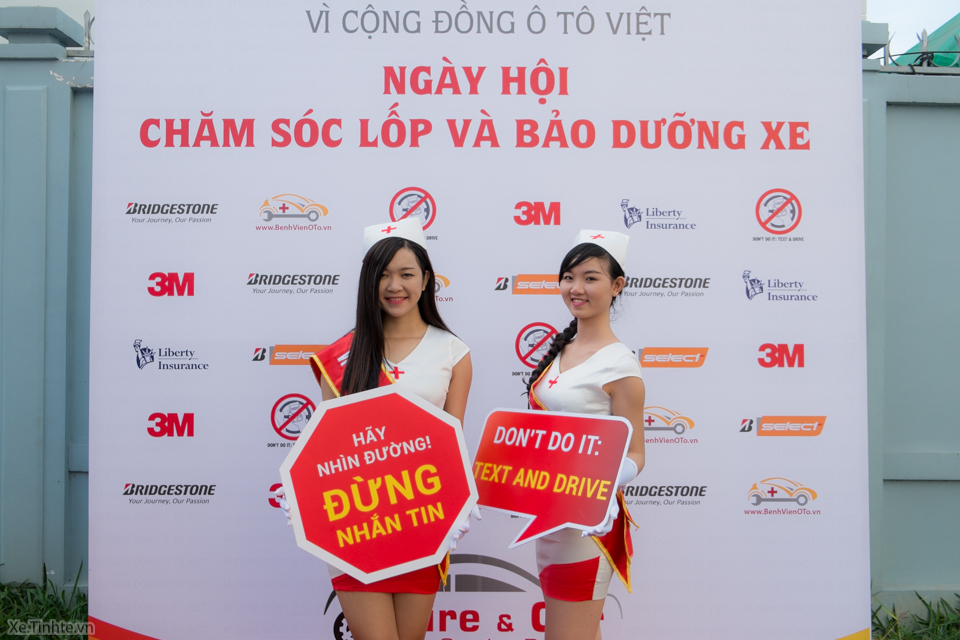 VÌ CỘNG ĐỒNG Ô TÔ VIỆT
NGÀY HỘI
CHĂM SÓC LỐP VÀ BẢO DƯỠNG XE
BRIDGESTONE
Your Journey, Our Passion
www.BenhVienOTo.vn
3M
Liberty
Insurance
DON'T DO IT: TEXT & DRIVE
3M
BRIDGESTONE
Your Journey, Our Passion
SELECT
BRIDGESTONE
Your Journey, Our Passion
Liberty
Insurance
Liberty
Insurance
SELECT
3M
3M
SELECT
BRIDGESTONE
Your Journey, Our Passion
BRIDGESTONE
Your Journey, Our Passion
www.BenhVienOTo.vn
HÃY
NHÌN ĐƯỜNG!
ĐỪNG
NHẮN TIN
DON'T DO IT:
TEXT AND DRIVE
Xe.Tinhte.vn